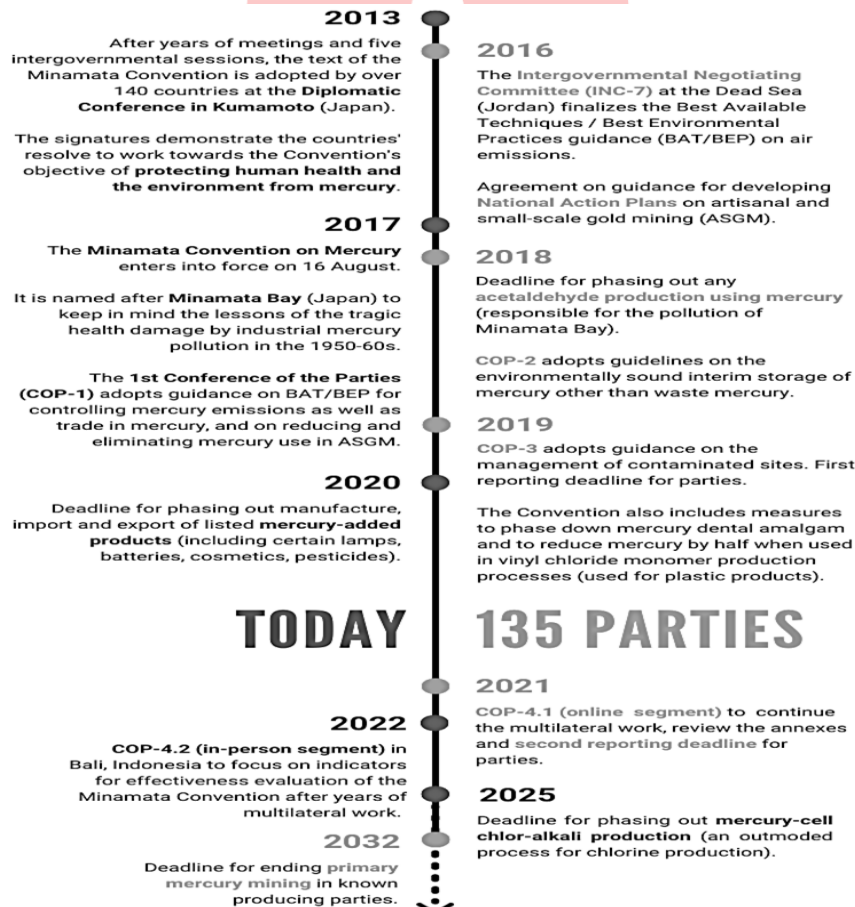 2013
After years of meetings and five
intergovernmental sessions, the text of the
Minamata Convention is adopted by over
140 countries at the Diplomatic
Conference in Kumamoto (Japan).
The signatures demonstrate the countries'
resolve to work towards the Convention's
objective of protecting human health and
the environment from mercury.
2016
The Intergovernmental Negotiating
Committee (INC-7) at the Dead Sea
(Jordan) finalizes the Best Available
Techniques / Best Environmental
Practices guidance (BAT/BEP) on air
emissions.
Agreement on guidance for developing
National Action Plans on artisanal and
small-scale gold mining (ASGM).
2017
The Minamata Convention on Mercury
enters into force on 16 August.
It is named after Minamata Bay (Japan) to
keep in mind the lessons of the tragic
health damage by industrial mercury
pollution in the 1950-60s.
The 1st Conference of the Parties
(COP-1) adopts guidance on BAT/BEP for
controlling mercury emissions as well as
trade in mercury, and on reducing and
eliminating mercury use in ASGM.
2018
Deadline for phasing out any
acetaldehyde production using mercury
(responsible for the pollution of
Minamata Bay).
COP-2 adopts guidelines on the
environmentally sound interim storage of
mercury other than waste mercury.
2019
COP-3 adopts guidance on the
management of contaminated sites. First
reporting deadline for parties.
The Convention also includes measures
to phase down mercury dental amalgam
and to reduce mercury by half when used
in vinyl chloride monomer production
processes (used for plastic products).
2020
Deadline for phasing out manufacture,
import and export of listed mercury-added
products (including certain lamps,
batteries, cosmetics, pesticides).
TODAY 135 PARTIES
2021
COP-4.1 (online segment) to continue
the multilateral work, review the annexes
and second reporting deadline for
parties.
2022
COP-4.2 (in-person segment) in
Bali, Indonesia to focus on indicators
for effectiveness evaluation of the
Minamata Convention after years of
multilateral work.
2025
Deadline for phasing out mercury-cell
chlor-alkali production (an outmoded
process for chlorine production).
2032
Deadline for ending primary
mercury mining in known
producing parties.